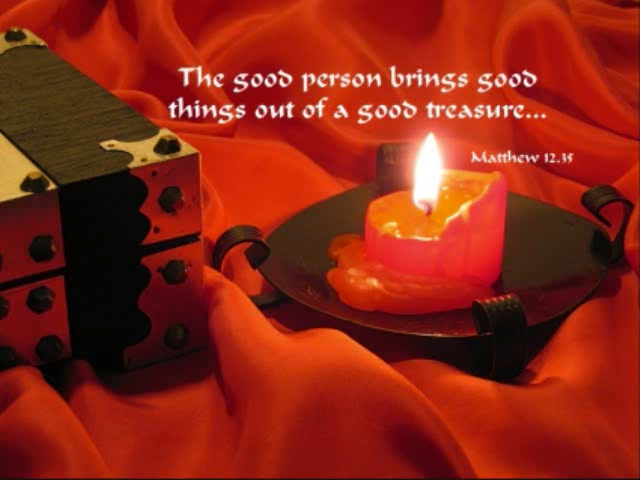 The good person brings good
things out of a good treasure...
Matthew 12.35